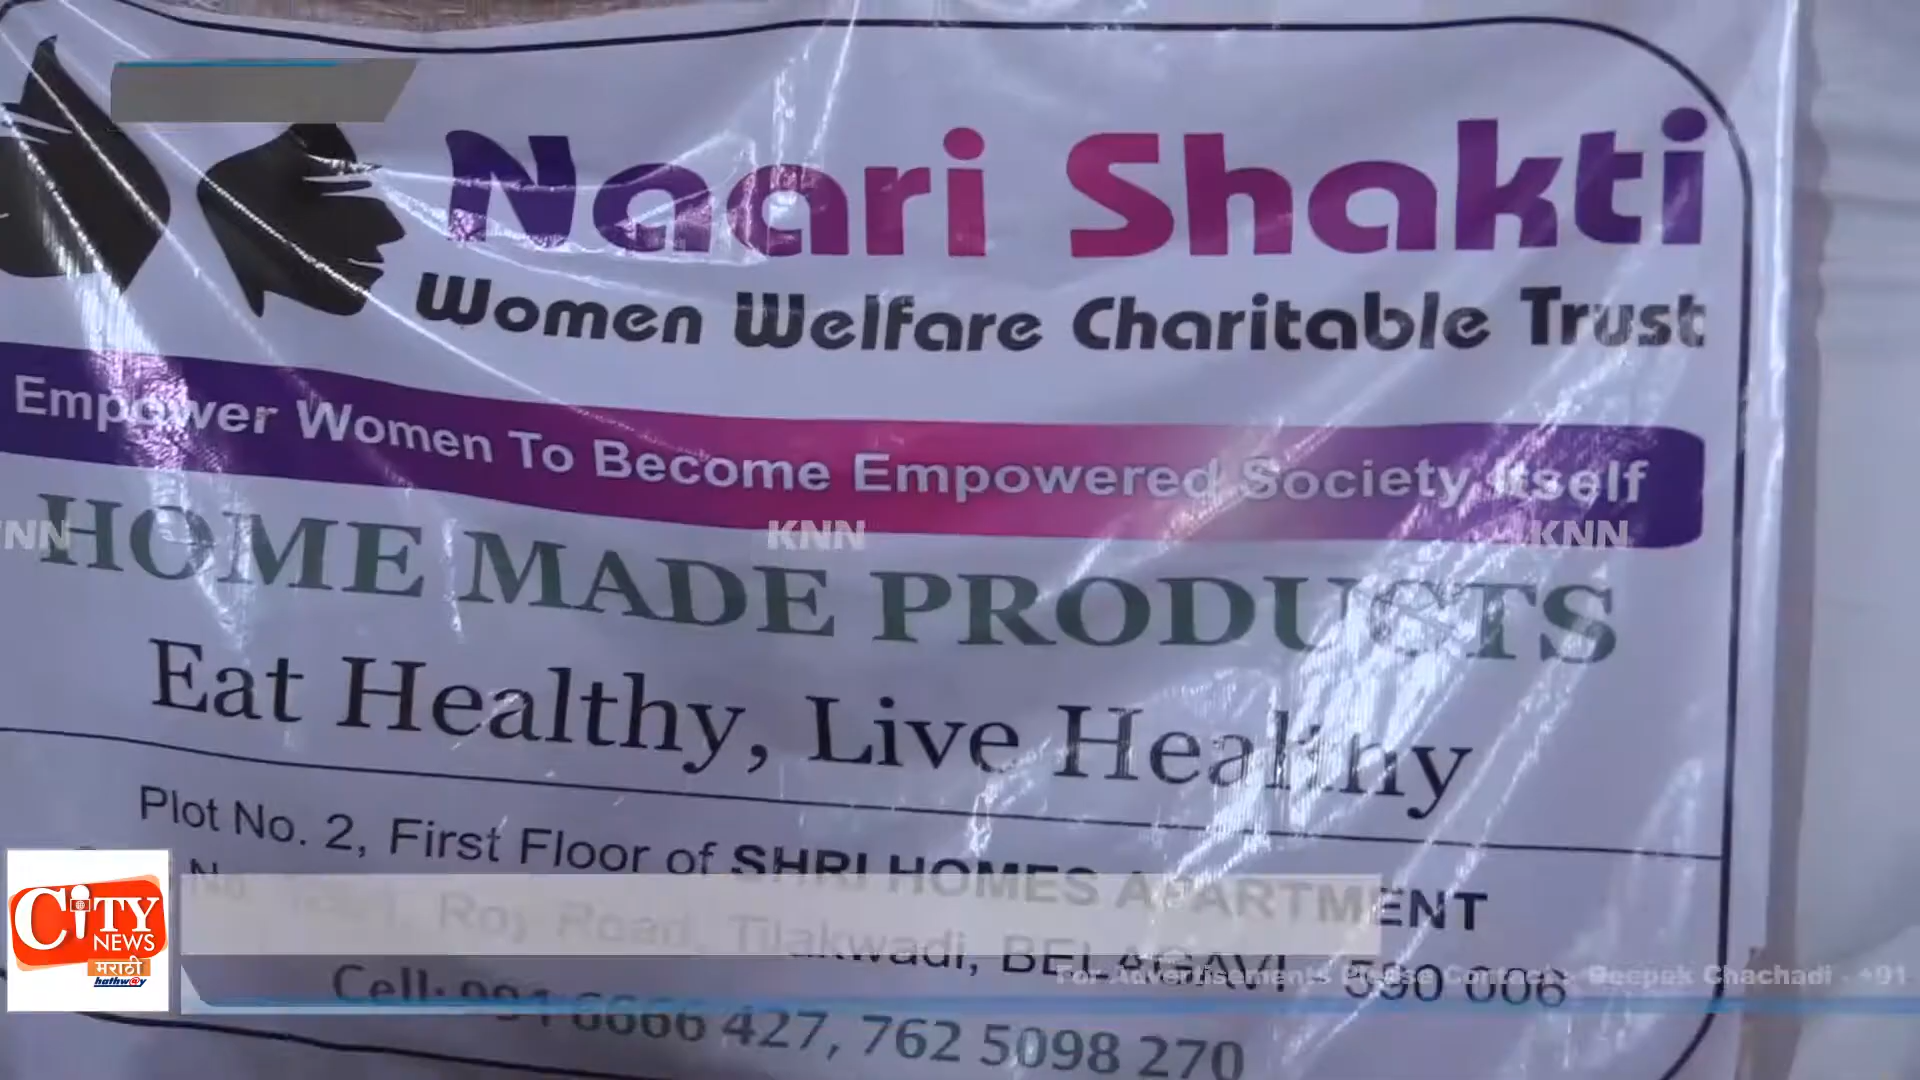 Naari Shakti
Women Welfare Charitable Trust
Empower Women To Become Empowered Society Itself
KNN KNN KNN
HOME MADE PRODUCTS
Eat Healthy, Live Healthy
Plot No. 2, First Floor of SHRI HOMES APARTMENT
Road, Tilakwadi, BELAGAVI - 590 006
For Advertisements Please Contact - Deepak Chachadi - +91
Cell: 991 6666 427, 762 5098 270
CiTY
NEWS
मराठी
hathway